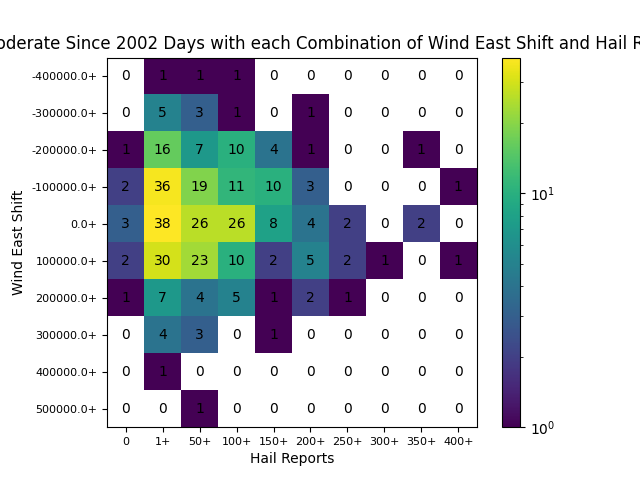 oderate Since 2002 Days with each Combination of Wind East Shift and Hail R
-400000.0+ 0 1 1 1 0 0 0 0 0 0
-300000.0+ 0 5 3 1 0 1 0 0 0 0
-200000.0+ 1 16 7 10 4 1 0 0 1 0
-100000.0+ 2 36 19 11 10 3 0 0 0 1
0.0+ 3 38 26 26 8 4 2 0 2 0
100000.0+ 2 30 23 10 2 5 2 1 0 1
200000.0+ 1 7 4 5 1 2 1 0 0 0
300000.0+ 0 4 3 0 1 0 0 0 0 0
400000.0+ 0 1 0 0 0 0 0 0 0 0
500000.0+ 0 0 1 0 0 0 0 0 0 0
0 1+ 50+ 100+ 150+ 200+ 250+ 300+ 350+ 400+
Hail Reports
Wind East Shift
10¹
10⁰